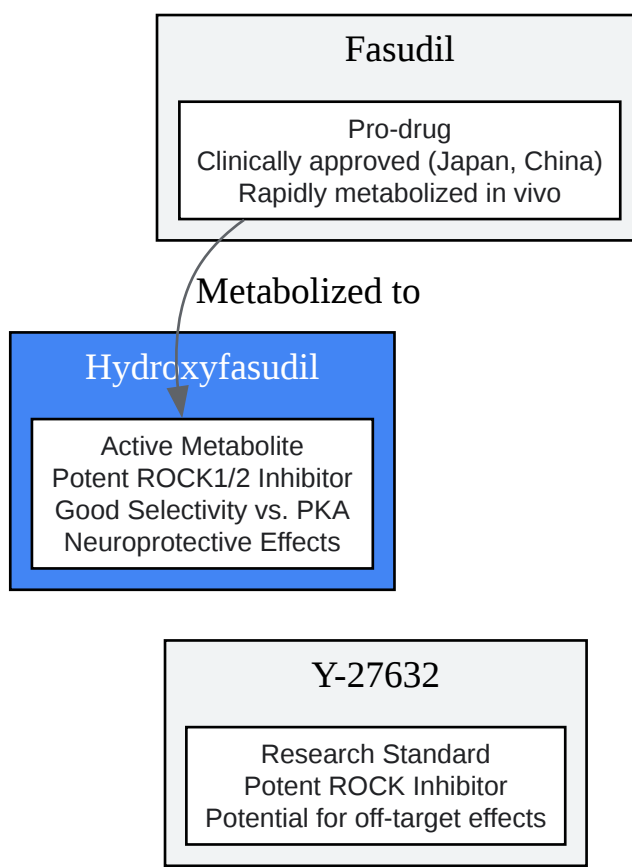 Fasudil
Pro-drug
Clinically approved (Japan, China)
Rapidly metabolized in vivo
Metabolized to
Hydroxyfasudil
Active Metabolite
Potent ROCK1/2 Inhibitor
Good Selectivity vs. PKA
Neuroprotective Effects
Y-27632
Research Standard
Potent ROCK Inhibitor
Potential for off-target effects